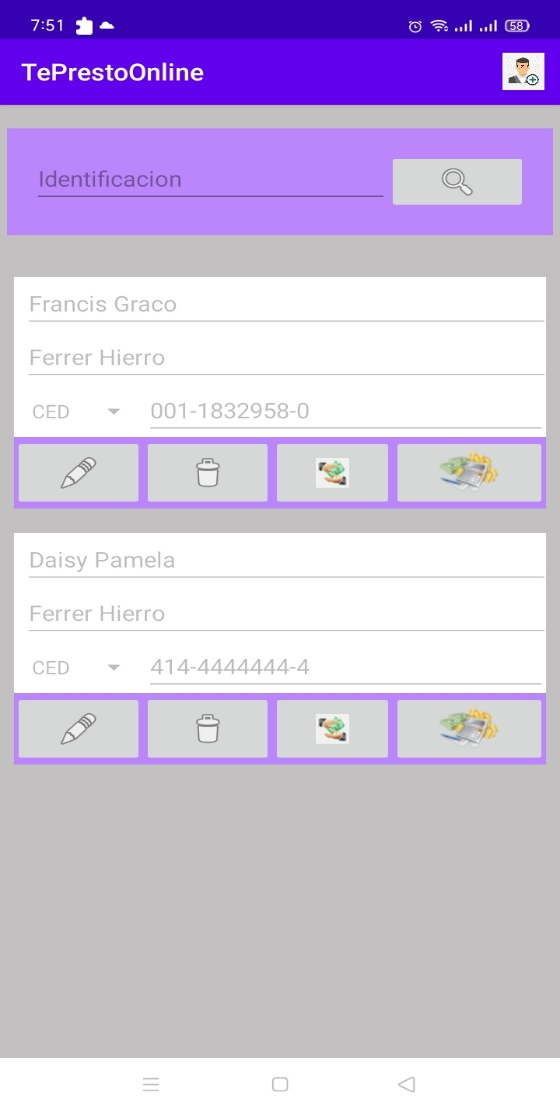 7:51
58
TePrestoOnline
Identificacion
Francis Graco
Ferrer Hierro
CED 001-1832958-0
Daisy Pamela
Ferrer Hierro
CED 414-4444444-4